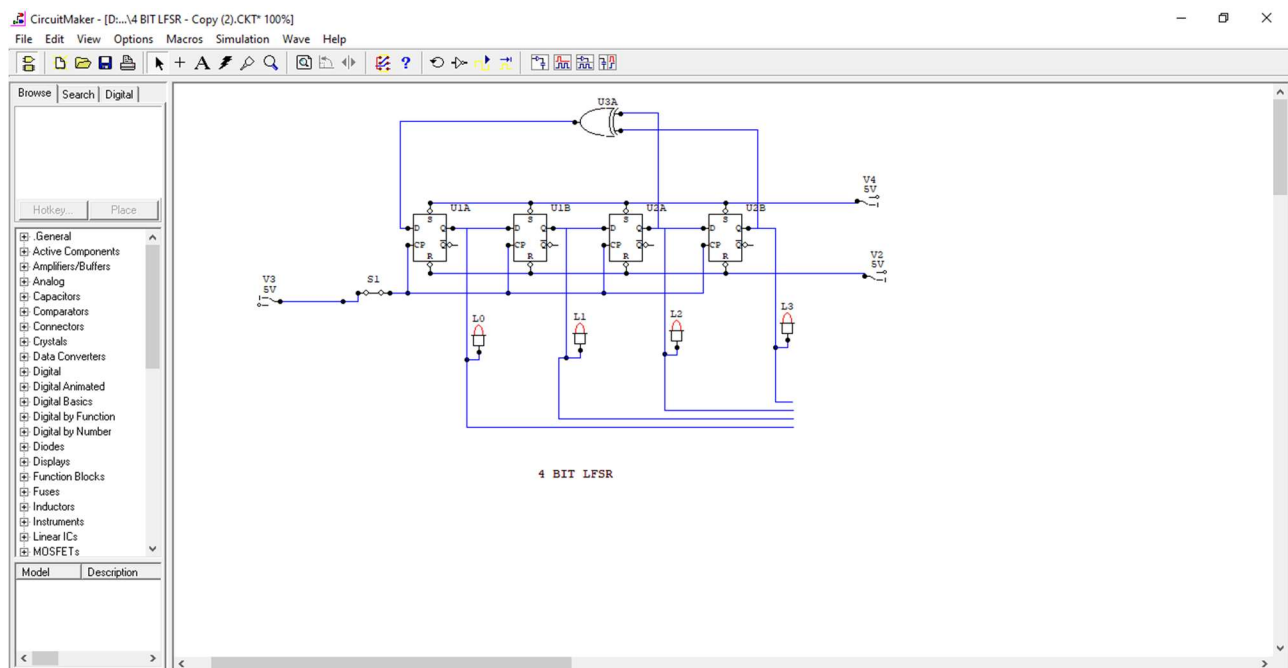 CircuitMaker - [D:...\4 BIT LFSR - Copy (2).CKT* 100%]
File Edit View Options Macros Simulation Wave Help
Browse Search Digital
Hotkey... Place
.General
Active Components
Amplifiers/Buffers
Analog
Capacitors
Comparators
Connectors
Crystals
Data Converters
Digital
Digital Animated
Digital Basics
Digital by Function
Digital by Number
Diodes
Displays
Function Blocks
Fuses
Inductors
Instruments
Linear ICs
MOSFETs
Model Description
U3A
V4
5V
U1A U1B U2A U2B
S S S S
D Q D Q D Q D Q
CP Q CP Q CP Q CP Q
R R R R
V2
5V
V3
5V
S1
L0 L1 L2 L3
4 BIT LFSR